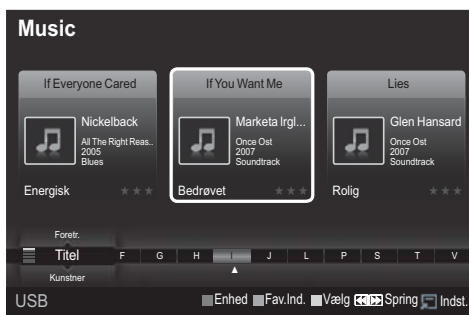 Music
If Everyone Cared
Nickelback
All The Right Reas..
2005
Blues
Energisk
If You Want Me
Marketa Irgl...
Once Ost
2007
Soundtrack
Bedrøvet
Lies
Glen Hansard
Once Ost
2007
Soundtrack
Rolig
Foretr.
Titel F G H I J L P S T V
Kunstner
USB Enhed Fav.Ind. Vælg Spring Indst.